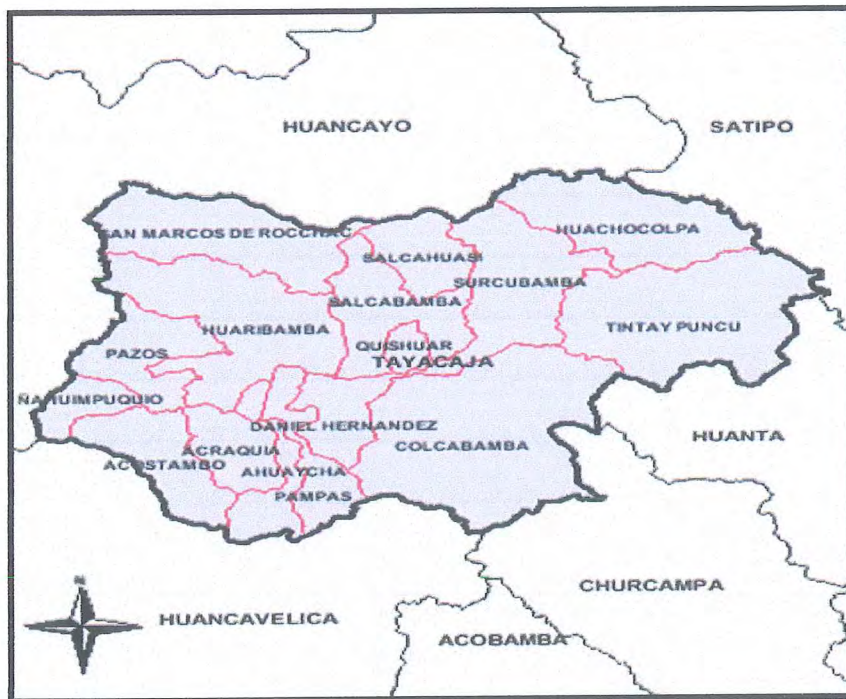 HUANCAYO
SATIPO
SAN MARCOS DE ROCCHAC
HUACHOCOLPA
SALCAHUASI
SURCUBAMBA
SALCABAMBA
HUARIBAMBA
TINTAY PUNCU
QUISHUAR
PAZOS
TAYACAJA
ÑAHUIMPUQUIO
DANIEL HERNANDEZ
HUANTA
COLCABAMBA
ACRAQUIA
ACOSTAMBO
AHUAYCHA
PAMPAS
N
CHURCAMPA
HUANCAVELICA
ACOBAMBA